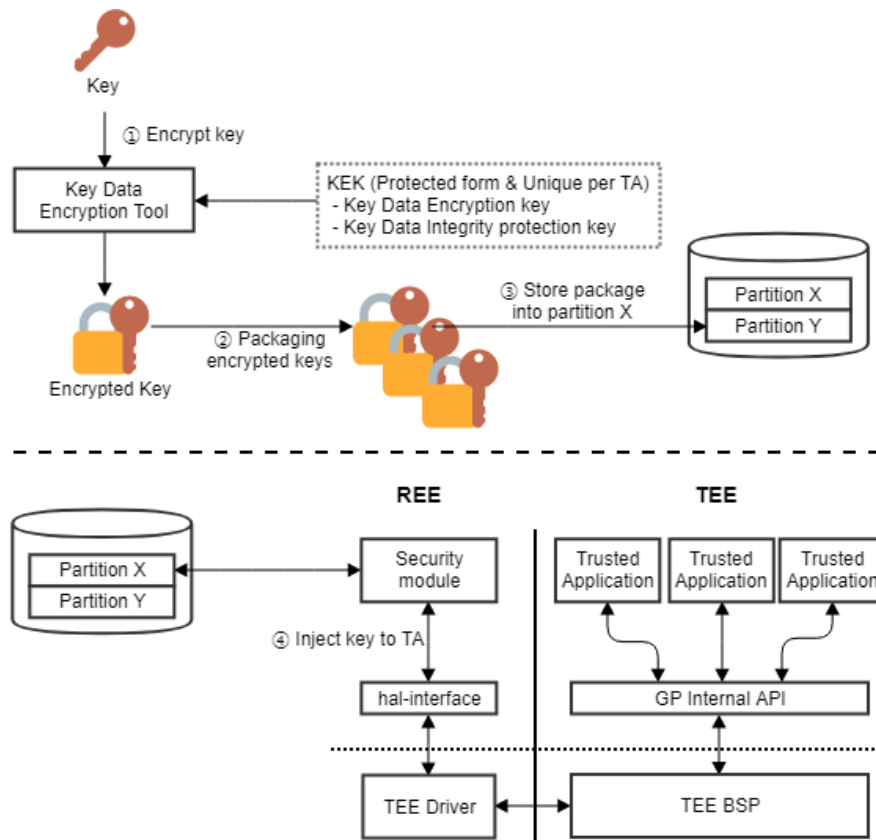 Key
① Encrypt key
Key Data
Encryption Tool
KEK (Protected form & Unique per TA)
- Key Data Encryption key
- Key Data Integrity protection key
Encrypted Key
② Packaging
encrypted keys
③ Store package
into partition X
Partition X
Partition Y
REE
TEE
Partition X
Partition Y
Security
module
Trusted
Application
Trusted
Application
Trusted
Application
④ Inject key to TA
hal-interface
GP Internal API
TEE Driver
TEE BSP